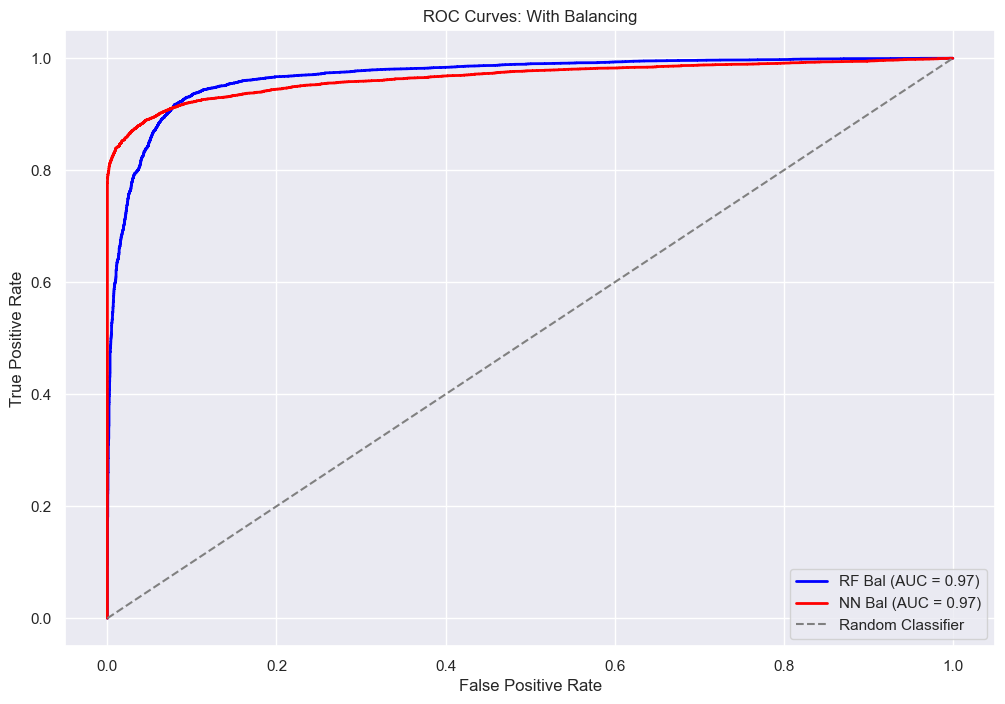 ROC Curves: With Balancing
True Positive Rate
1.0
0.8
0.6
0.4
0.2
0.0
RF Bal (AUC = 0.97)
NN Bal (AUC = 0.97)
Random Classifier
0.0 0.2 0.4 0.6 0.8 1.0
False Positive Rate